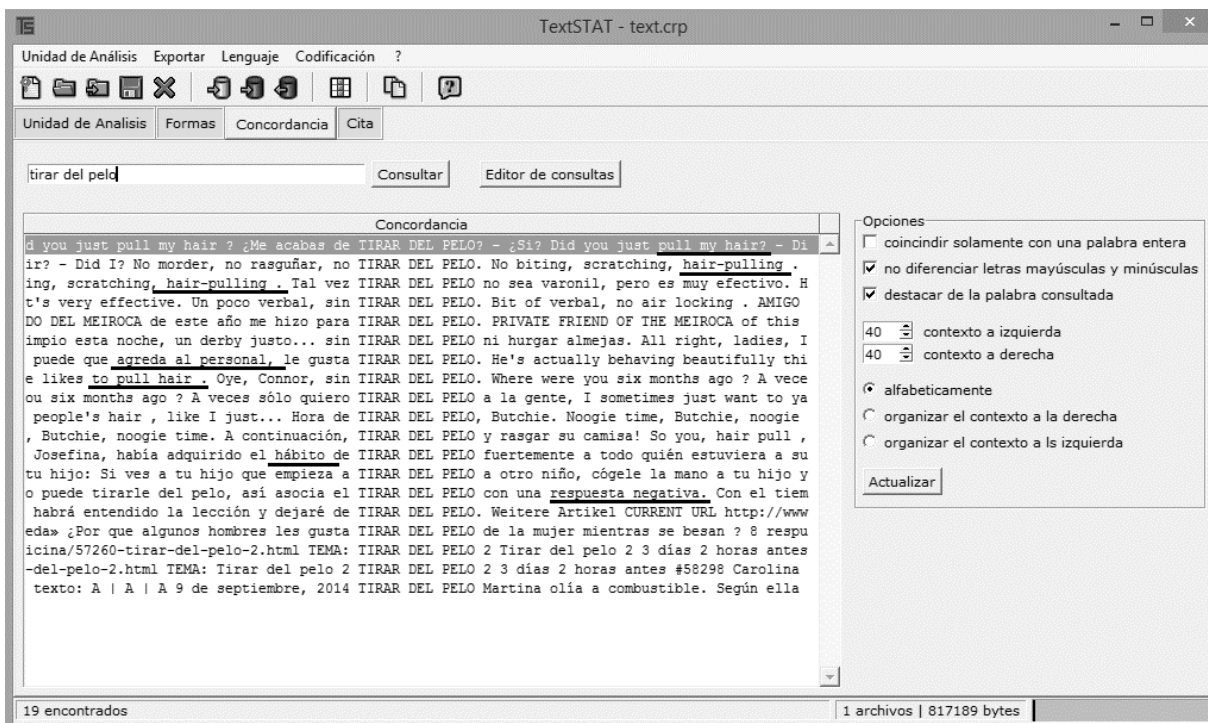 TS
TextSTAT - text.crp
Unidad de Análisis Exportar Lenguaje Codificación ?
Unidad de Analisis Formas Concordancia Cita
tirar del pelo Consultar Editor de consultas
Concordancia
d you just pull my hair ? ¿Me acabas de TIRAR DEL PELO? - ¿Si? Did you just pull my hair? - Di
ir? - Did I? No morder, no rasguñar, no TIRAR DEL PELO. No biting, scratching, hair-pulling .
ing, scratching, hair-pulling . Tal vez TIRAR DEL PELO no sea varonil, pero es muy efectivo. H
t's very effective. Un poco verbal, sin TIRAR DEL PELO. Bit of verbal, no air locking . AMIGO
DO DEL MEIROCA de este año me hizo para TIRAR DEL PELO. PRIVATE FRIEND OF THE MEIROCA of this
impio esta noche, un derby justo... sin TIRAR DEL PELO ni hurgar almejas. All right, ladies, I
puede que agreda al personal, le gusta TIRAR DEL PELO. He's actually behaving beautifully thi
e likes to pull hair . Oye, Connor, sin TIRAR DEL PELO. Where were you six months ago ? A vece
ou six months ago ? A veces sólo quiero TIRAR DEL PELO a la gente, I sometimes just want to ya
people's hair , like I just... Hora de TIRAR DEL PELO, Butchie. Noogie time, Butchie, noogie
, Butchie, noogie time. A continuación, TIRAR DEL PELO y rasgar su camisa! So you, hair pull ,
Josefina, había adquirido el hábito de TIRAR DEL PELO fuertemente a todo quién estuviera a su
tu hijo: Si ves a tu hijo que empieza a TIRAR DEL PELO a otro niño, cógele la mano a tu hijo y
o puede tirarle del pelo, así asocia el TIRAR DEL PELO con una respuesta negativa. Con el tiem
habrá entendido la lección y dejaré de TIRAR DEL PELO. Weitere Artikel CURRENT URL http://www
eda» ¿Por que algunos hombres les gusta TIRAR DEL PELO de la mujer mientras se besan ? 8 respu
icina/57260-tirar-del-pelo-2.html TEMA: TIRAR DEL PELO 2 Tirar del pelo 2 3 días 2 horas antes
-del-pelo-2.html TEMA: Tirar del pelo 2 TIRAR DEL PELO 2 3 días 2 horas antes #58298 Carolina
texto: A | A | A 9 de septiembre, 2014 TIRAR DEL PELO Martina olía a combustible. Según ella
Opciones
coincidir solamente con una palabra entera
no diferenciar letras mayúsculas y minúsculas
destacar de la palabra consultada
40 contexto a izquierda
40 contexto a derecha
alfabeticamente
organizar el contexto a la derecha
organizar el contexto a ls izquierda
Actualizar
19 encontrados
1 archivos | 817189 bytes